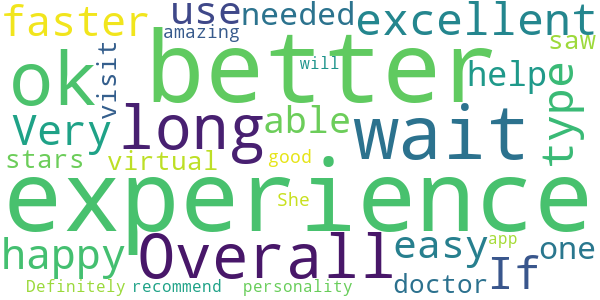 faster
use
needed
excellent
amazing
saw
ok
visit
better
will
helpe
type
Very
long
able
wait
stars
virtual
good
experience
She
happy
Overall
easy
app
If
one
doctor
Definitely
recommend
personality